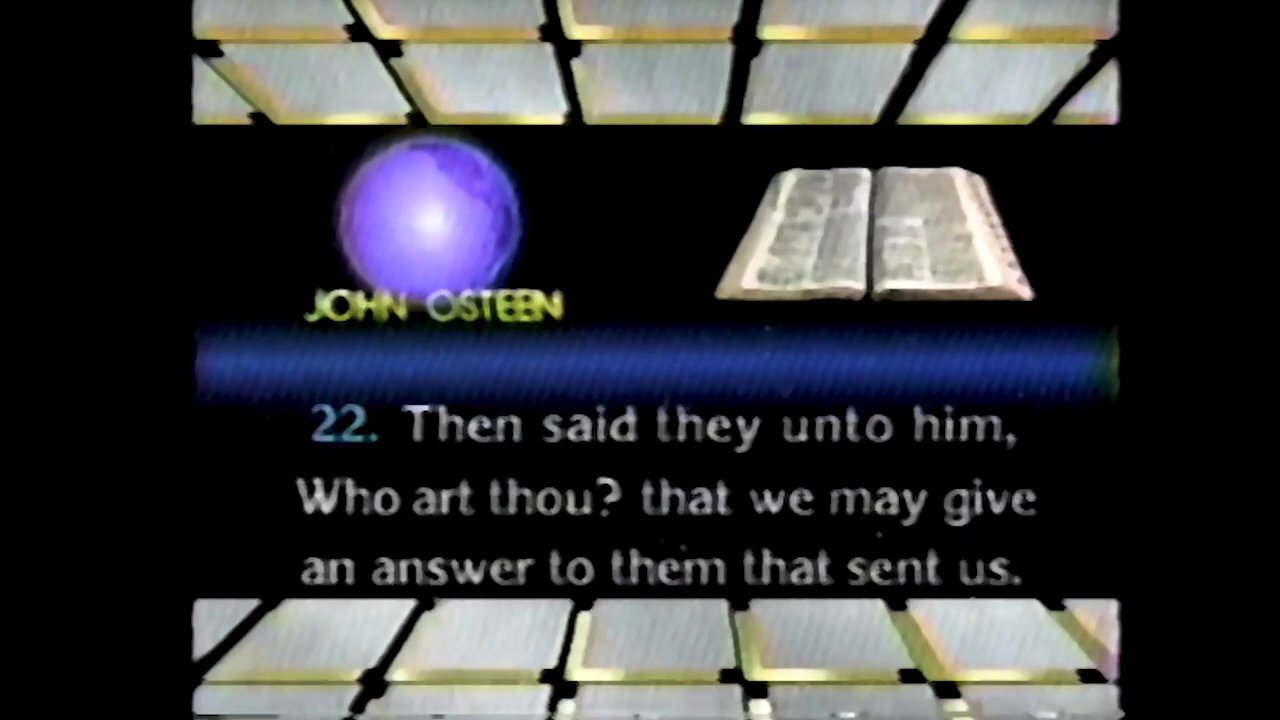 JOHN OSTEEN
22. Then said they unto him,
Who art thou? that we may give
an answer to them that sent us.